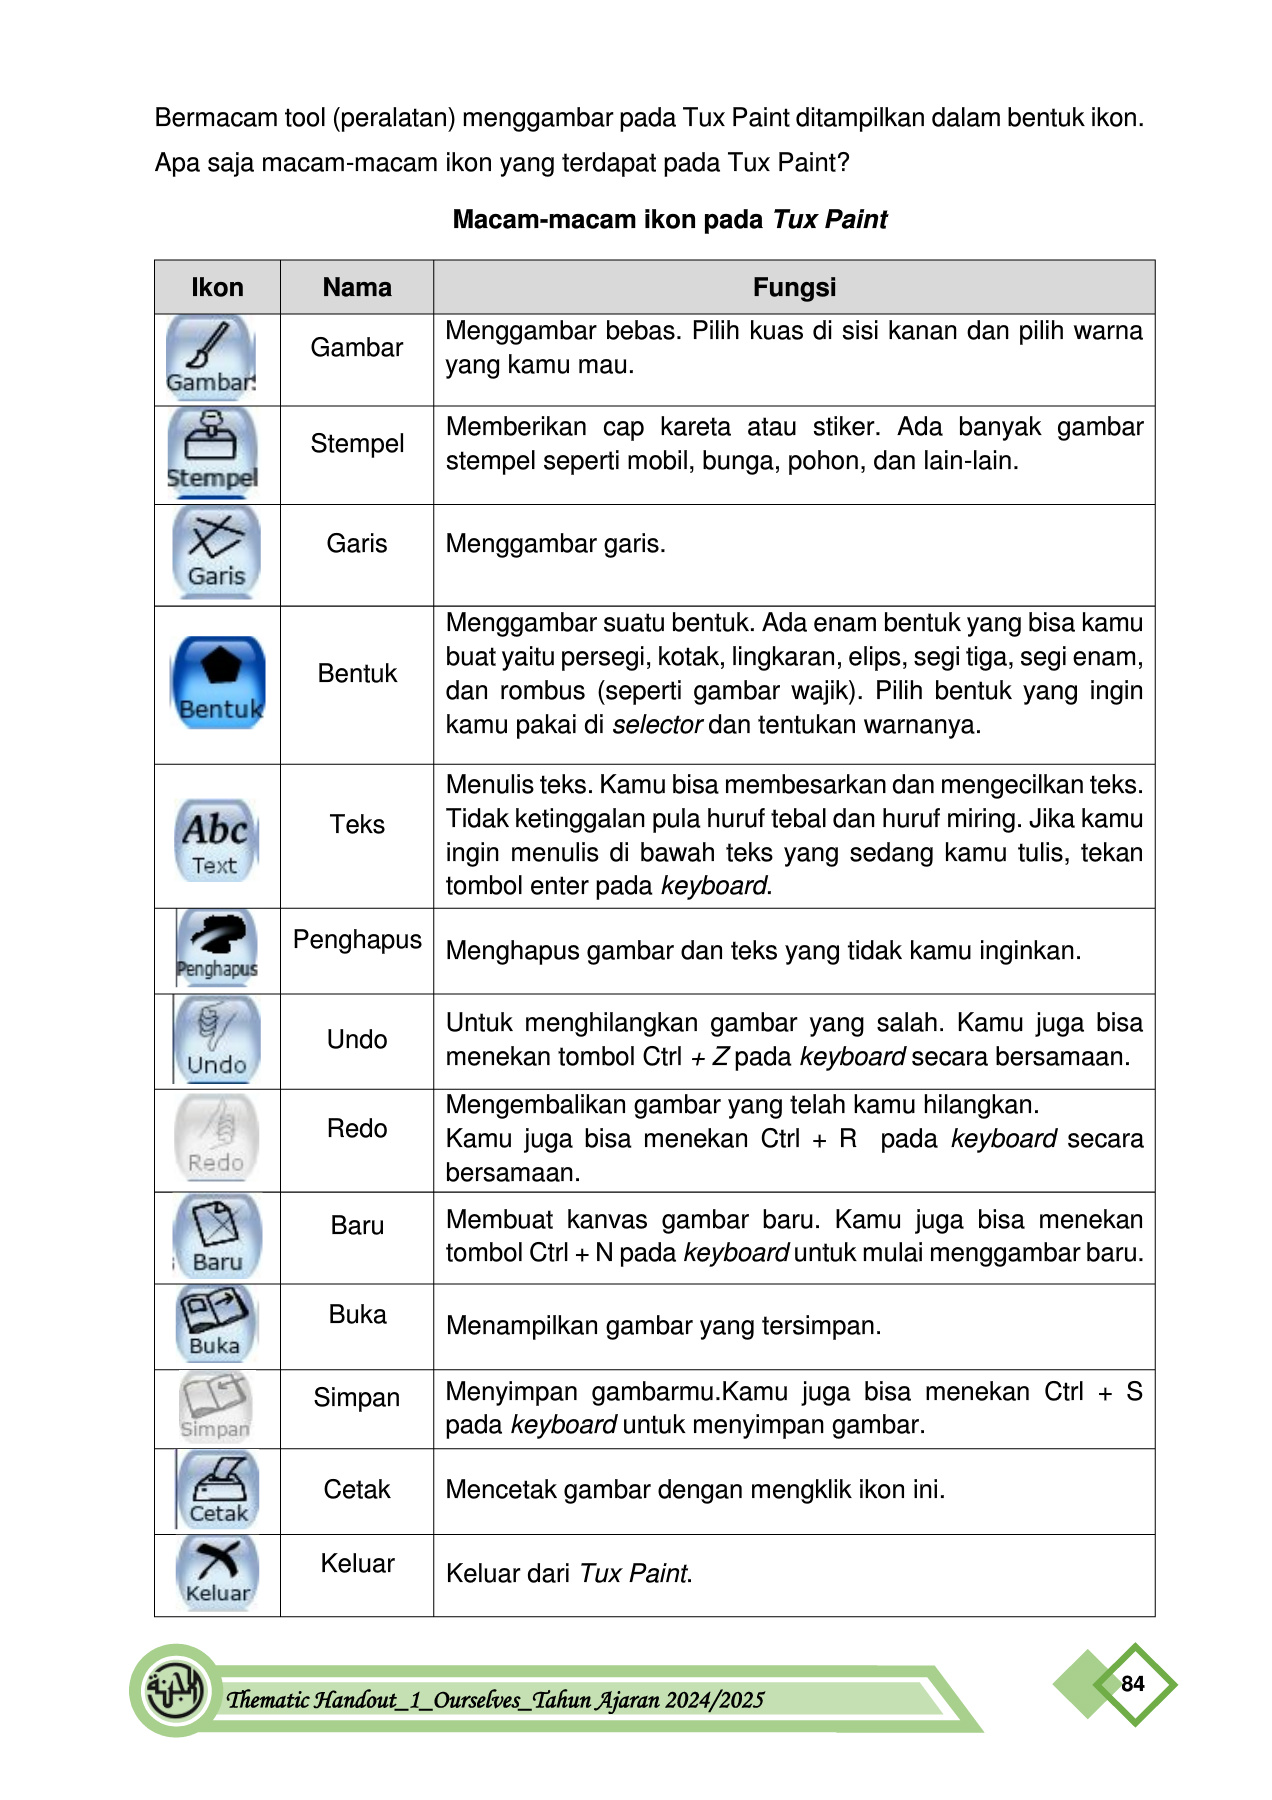 Bermacam tool (peralatan) menggambar pada Tux Paint ditampilkan dalam bentuk ikon.
Apa saja macam-macam ikon yang terdapat pada Tux Paint?
Macam-macam ikon pada Tux Paint
Ikon Nama Fungsi
Gambar
Gambar
Menggambar bebas. Pilih kuas di sisi kanan dan pilih warna
yang kamu mau.
Stempel
Stempel
Memberikan cap kareta atau stiker. Ada banyak gambar
stempel seperti mobil, bunga, pohon, dan lain-lain.
Garis
Garis
Menggambar garis.
Bentuk
Bentuk
Menggambar suatu bentuk. Ada enam bentuk yang bisa kamu
buat yaitu persegi, kotak, lingkaran, elips, segi tiga, segi enam,
dan rombus (seperti gambar wajik). Pilih bentuk yang ingin
kamu pakai di selector dan tentukan warnanya.
Abc
Text
Teks
Menulis teks. Kamu bisa membesarkan dan mengecilkan teks.
Tidak ketinggalan pula huruf tebal dan huruf miring. Jika kamu
ingin menulis di bawah teks yang sedang kamu tulis, tekan
tombol enter pada keyboard.
Penghapus
Penghapus
Menghapus gambar dan teks yang tidak kamu inginkan.
Undo
Undo
Untuk menghilangkan gambar yang salah. Kamu juga bisa
menekan tombol Ctrl + Z pada keyboard secara bersamaan.
Redo
Redo
Mengembalikan gambar yang telah kamu hilangkan.
Kamu juga bisa menekan Ctrl + R pada keyboard secara
bersamaan.
Baru
Baru
Membuat kanvas gambar baru. Kamu juga bisa menekan
tombol Ctrl + N pada keyboard untuk mulai menggambar baru.
Buka
Buka
Menampilkan gambar yang tersimpan.
Simpan
Simpan
Menyimpan gambarmu.Kamu juga bisa menekan Ctrl + S
pada keyboard untuk menyimpan gambar.
Cetak
Cetak
Mencetak gambar dengan mengklik ikon ini.
Keluar
Keluar
Keluar dari Tux Paint.
Thematic Handout_1_Ourselves_Tahun Ajaran 2024/2025
84